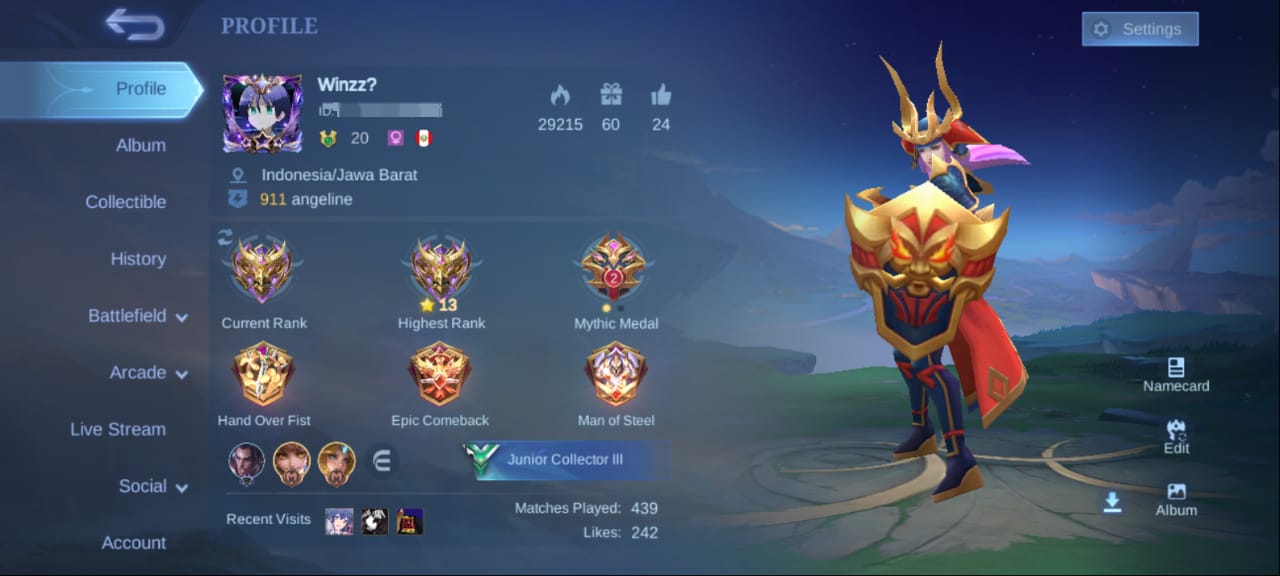 PROFILE
Settings
Profile
Album
Collectible
History
Battlefield
Arcade
Live Stream
Social
Account
Winzz?
ID:
20
29215
60
24
Indonesia/Jawa Barat
911 angeline
13
2
Current Rank
Highest Rank
Mythic Medal
Hand Over Fist
Epic Comeback
Man of Steel
Junior Collector III
Recent Visits
Matches Played: 439
Likes: 242
Namecard
Edit
Album